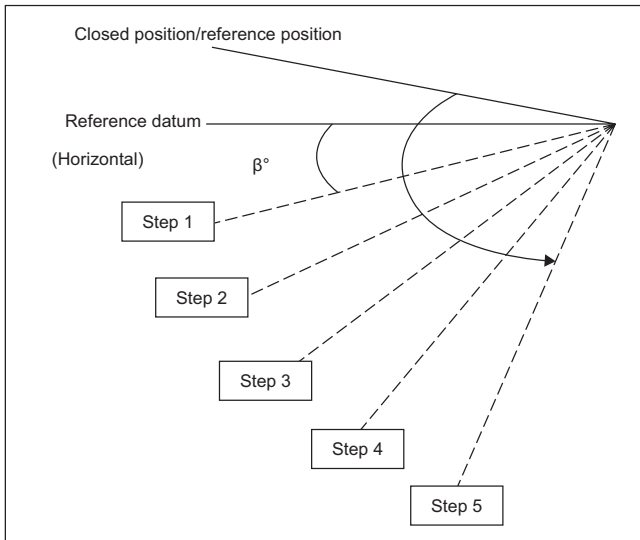 Closed position/reference position
Reference datum
(Horizontal)
β°
Step 1
Step 2
Step 3
Step 4
Step 5